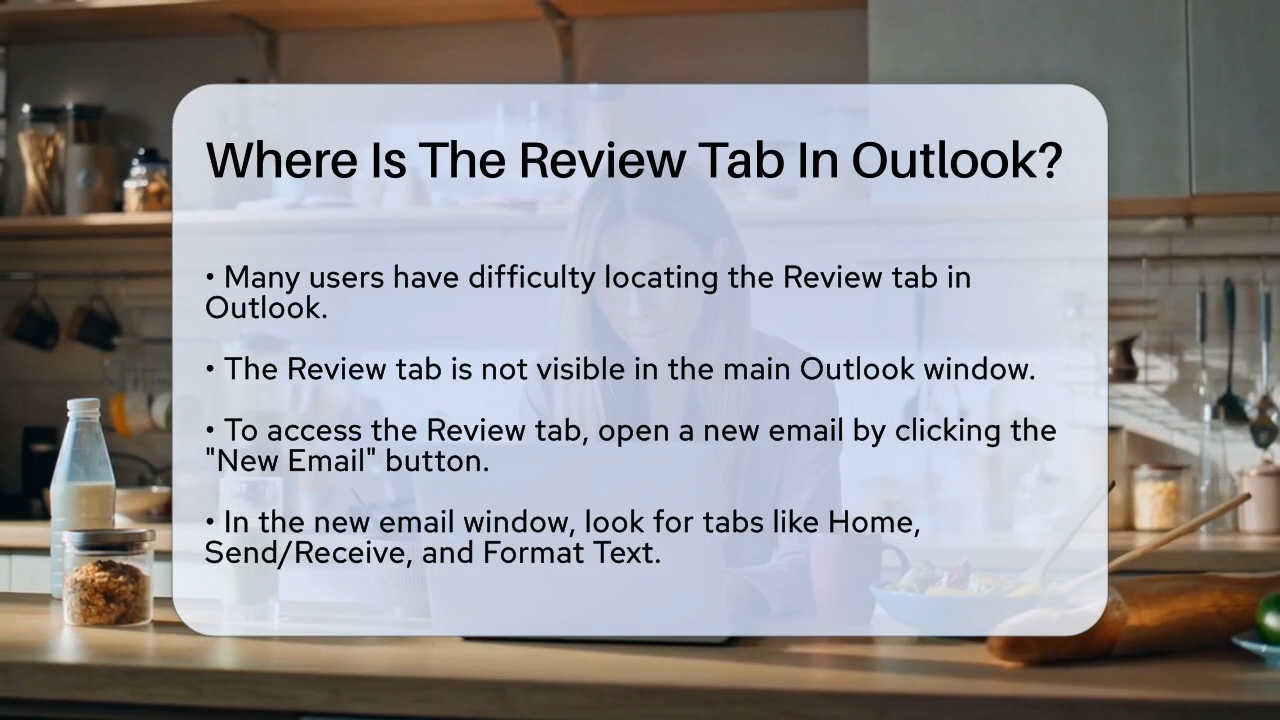 Where Is The Review Tab In Outlook?
• Many users have difficulty locating the Review tab in
Outlook.
• The Review tab is not visible in the main Outlook window.
• To access the Review tab, open a new email by clicking the
"New Email" button.
• In the new email window, look for tabs like Home,
Send/Receive, and Format Text.